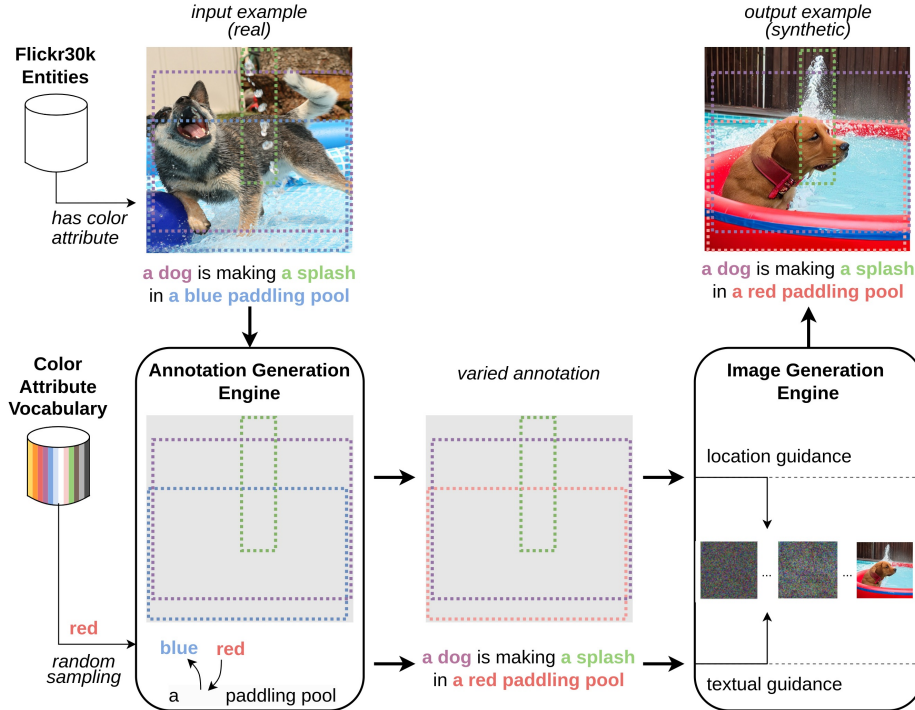 input example
(real)
output example
(synthetic)
Flickr30k
Entities
has color
attribute
a dog is making a splash
in a blue paddling pool
a dog is making a splash
in a red paddling pool
Color
Attribute
Vocabulary
Annotation Generation
Engine
varied annotation
Image Generation
Engine
location guidance
... ...
red
random
sampling
blue red
a paddling pool
a dog is making a splash
in a red paddling pool
textual guidance